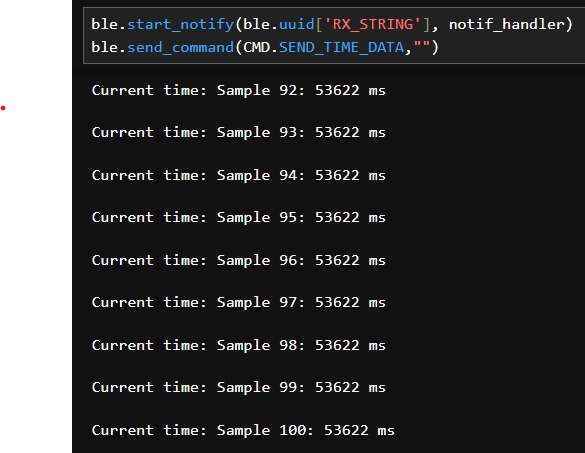 ble.start_notify(ble.uuid['RX_STRING'], notif_handler)
ble.send_command(CMD.SEND_TIME_DATA,"")
Current time: Sample 92: 53622 ms
Current time: Sample 93: 53622 ms
Current time: Sample 94: 53622 ms
Current time: Sample 95: 53622 ms
Current time: Sample 96: 53622 ms
Current time: Sample 97: 53622 ms
Current time: Sample 98: 53622 ms
Current time: Sample 99: 53622 ms
Current time: Sample 100: 53622 ms